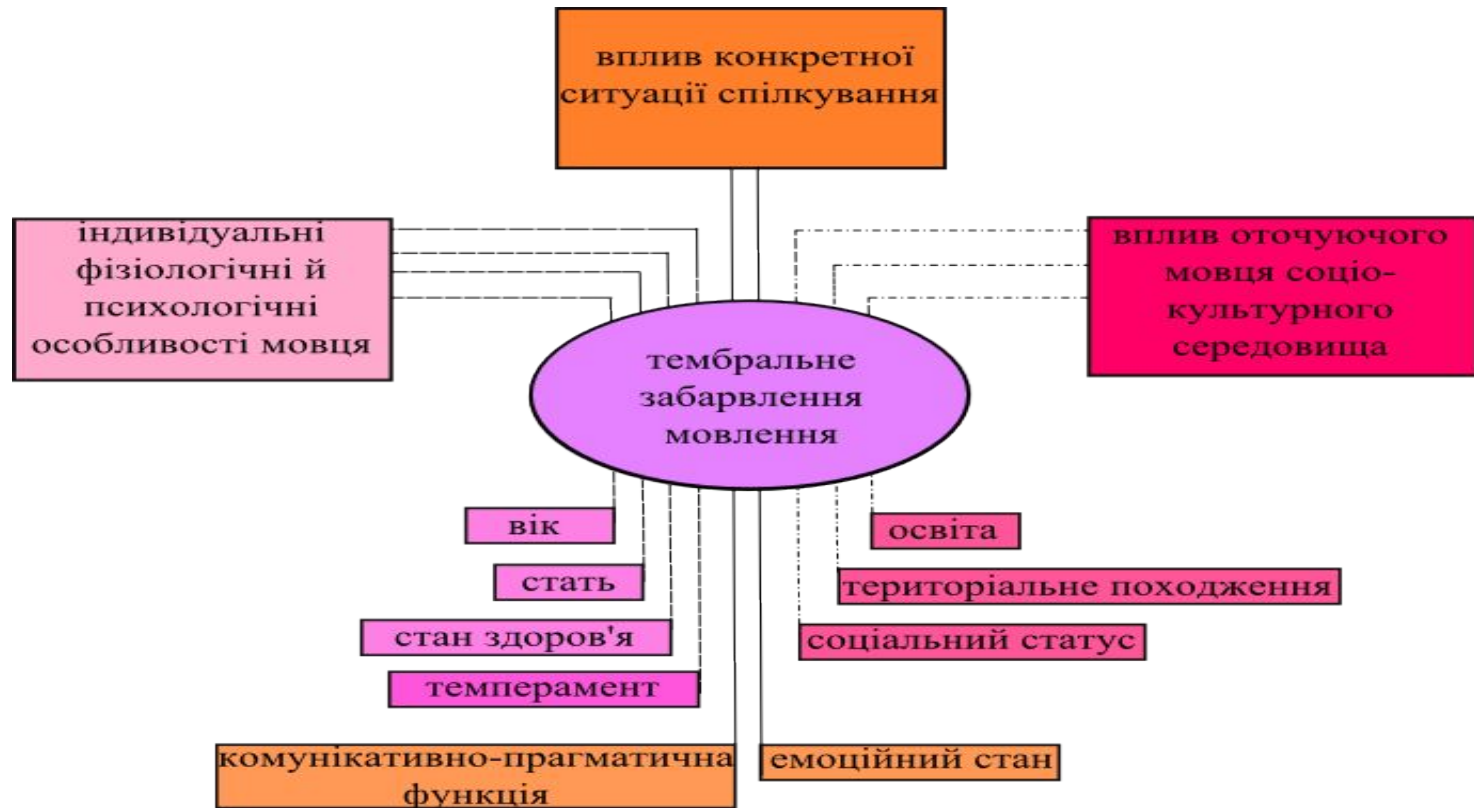 вплив конкретної
ситуації спілкування
індивідуальні
фізіологічні й
психологічні
особливості мовця
вплив оточуючого
мовця соціо-
культурного
середовища
тембральне
забарвлення
мовлення
вік
стать
стан здоров'я
темперамент
освіта
територіальне походження
соціальний статус
комунікативно-прагматична
функція
емоційний стан